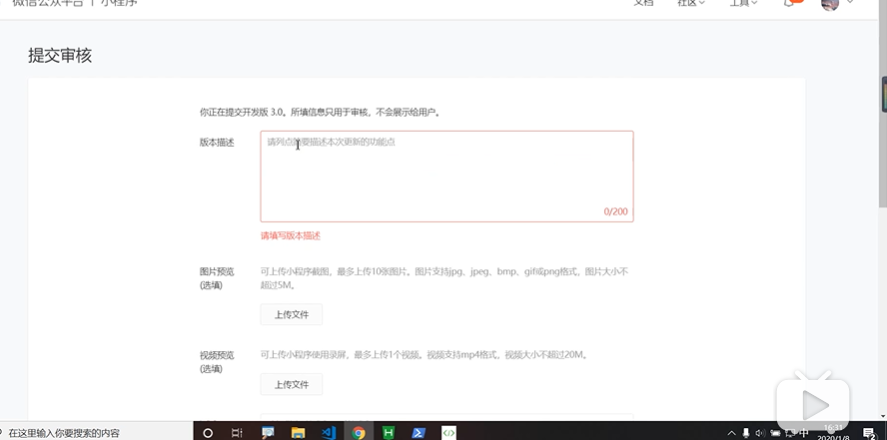 微信公众平台 | 小程序
文档 社区 工具
提交审核
你正在提交开发版 3.0。所填信息只用于审核，不会展示给用户。
版本描述
请列点简要描述本次更新的功能点
0/200
请填写版本描述
图片预览 可上传小程序截图，最多上传10张图片。图片支持jpg、jpeg、bmp、gif或png格式，图片大小不
(选填) 超过5M。
上传文件
视频预览 可上传小程序使用录屏，最多上传1个视频。视频支持mp4格式，视频大小不超过20M。
(选填)
上传文件
在这里输入你要搜索的内容
中
16:31
2020/1/8
2